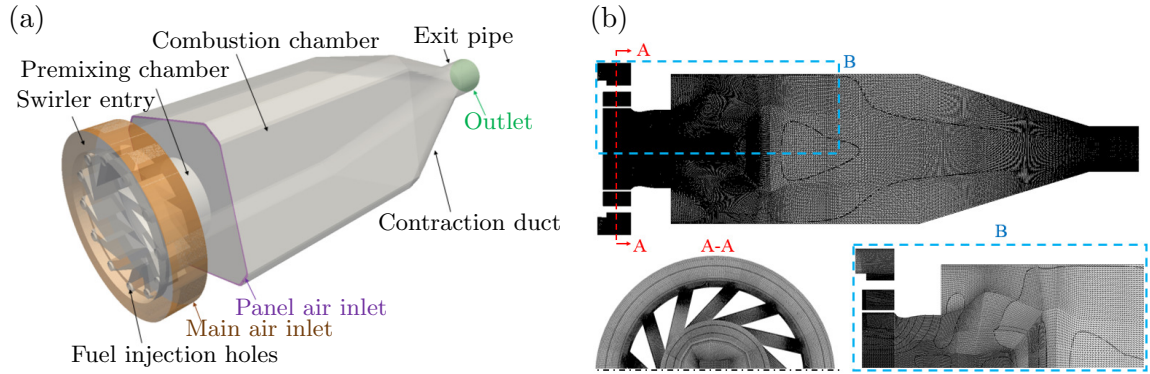 (a)
Combustion chamber
Exit pipe
Premixing chamber
Swirler entry
Outlet
Contraction duct
Panel air inlet
Main air inlet
Fuel injection holes
(b)
A
B
A
A-A
B